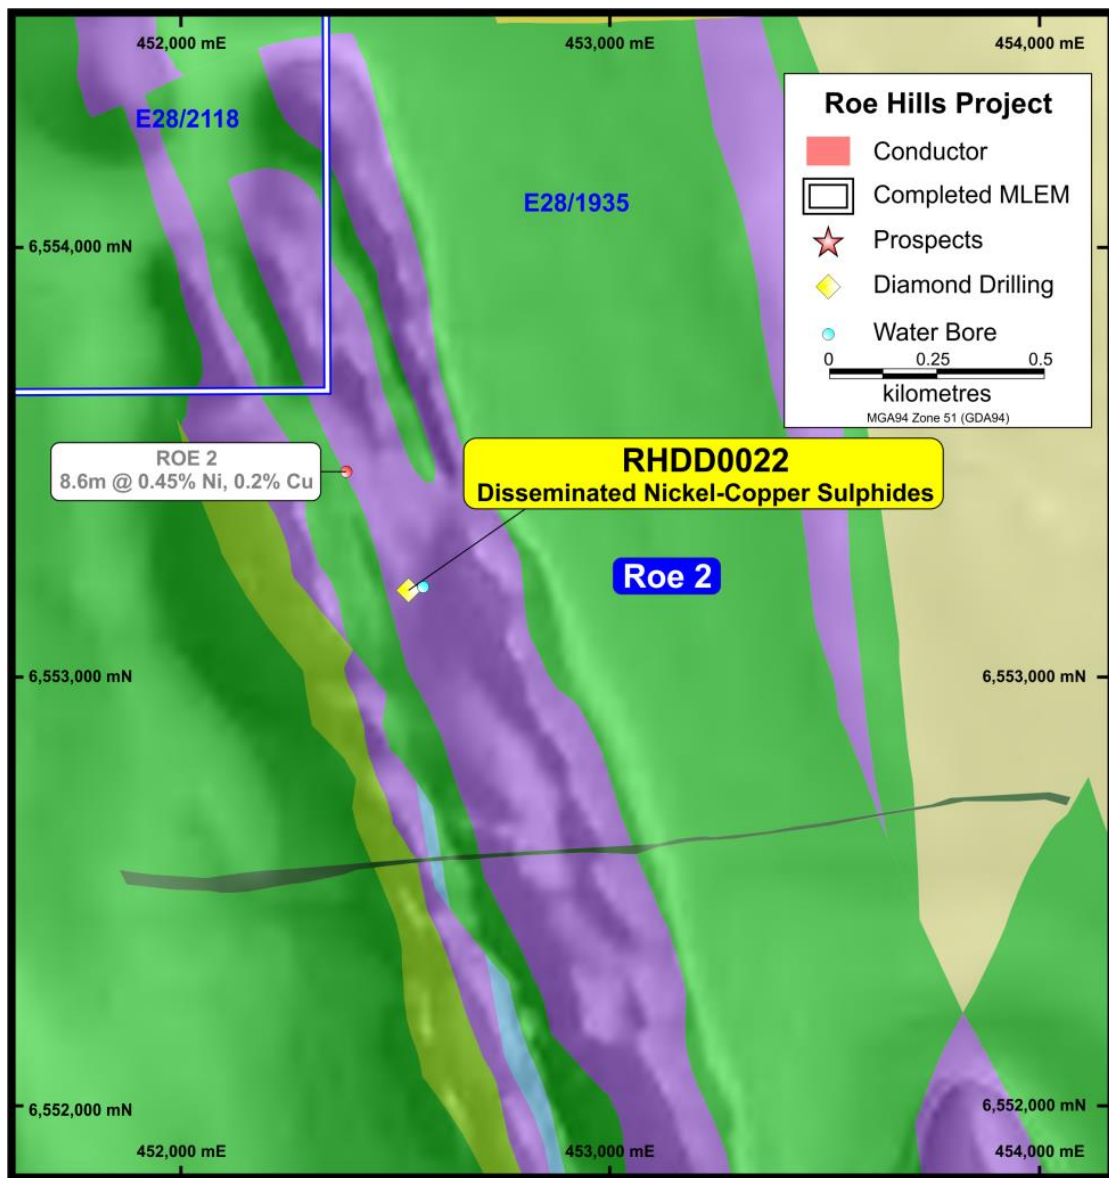 452,000 mE
453,000 mE
454,000 mE
E28/2118
E28/1935
Roe Hills Project
Conductor
Completed MLEM
Prospects
Diamond Drilling
Water Bore
0 0.25 0.5
kilometres
MGA94 Zone 51 (GDA94)
6,554,000 mN
ROE 2
8.6m @ 0.45% Ni, 0.2% Cu
RHDD0022
Disseminated Nickel-Copper Sulphides
Roe 2
6,553,000 mN
6,553,000 mN
6,552,000 mN
6,552,000 mN
452,000 mE
453,000 mE
454,000 mE